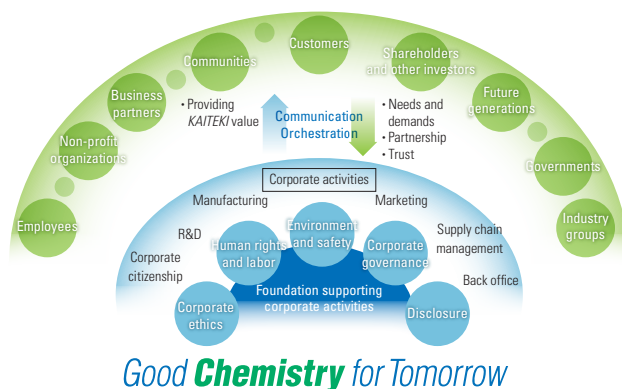 Customers
Communities
Shareholders
and other investors
Business
partners
Future
generations
Non-profit
organizations
Governments
Employees
Industry
groups
• Providing
KAITEKI value
Communication
Orchestration
• Needs and
demands
• Partnership
• Trust
Corporate activities
Manufacturing
Marketing
R&D
Supply chain
management
Corporate
citizenship
Back office
Environment
and safety
Human rights
and labor
Corporate
governance
Corporate
ethics
Disclosure
Foundation supporting
corporate activities
Good Chemistry for Tomorrow